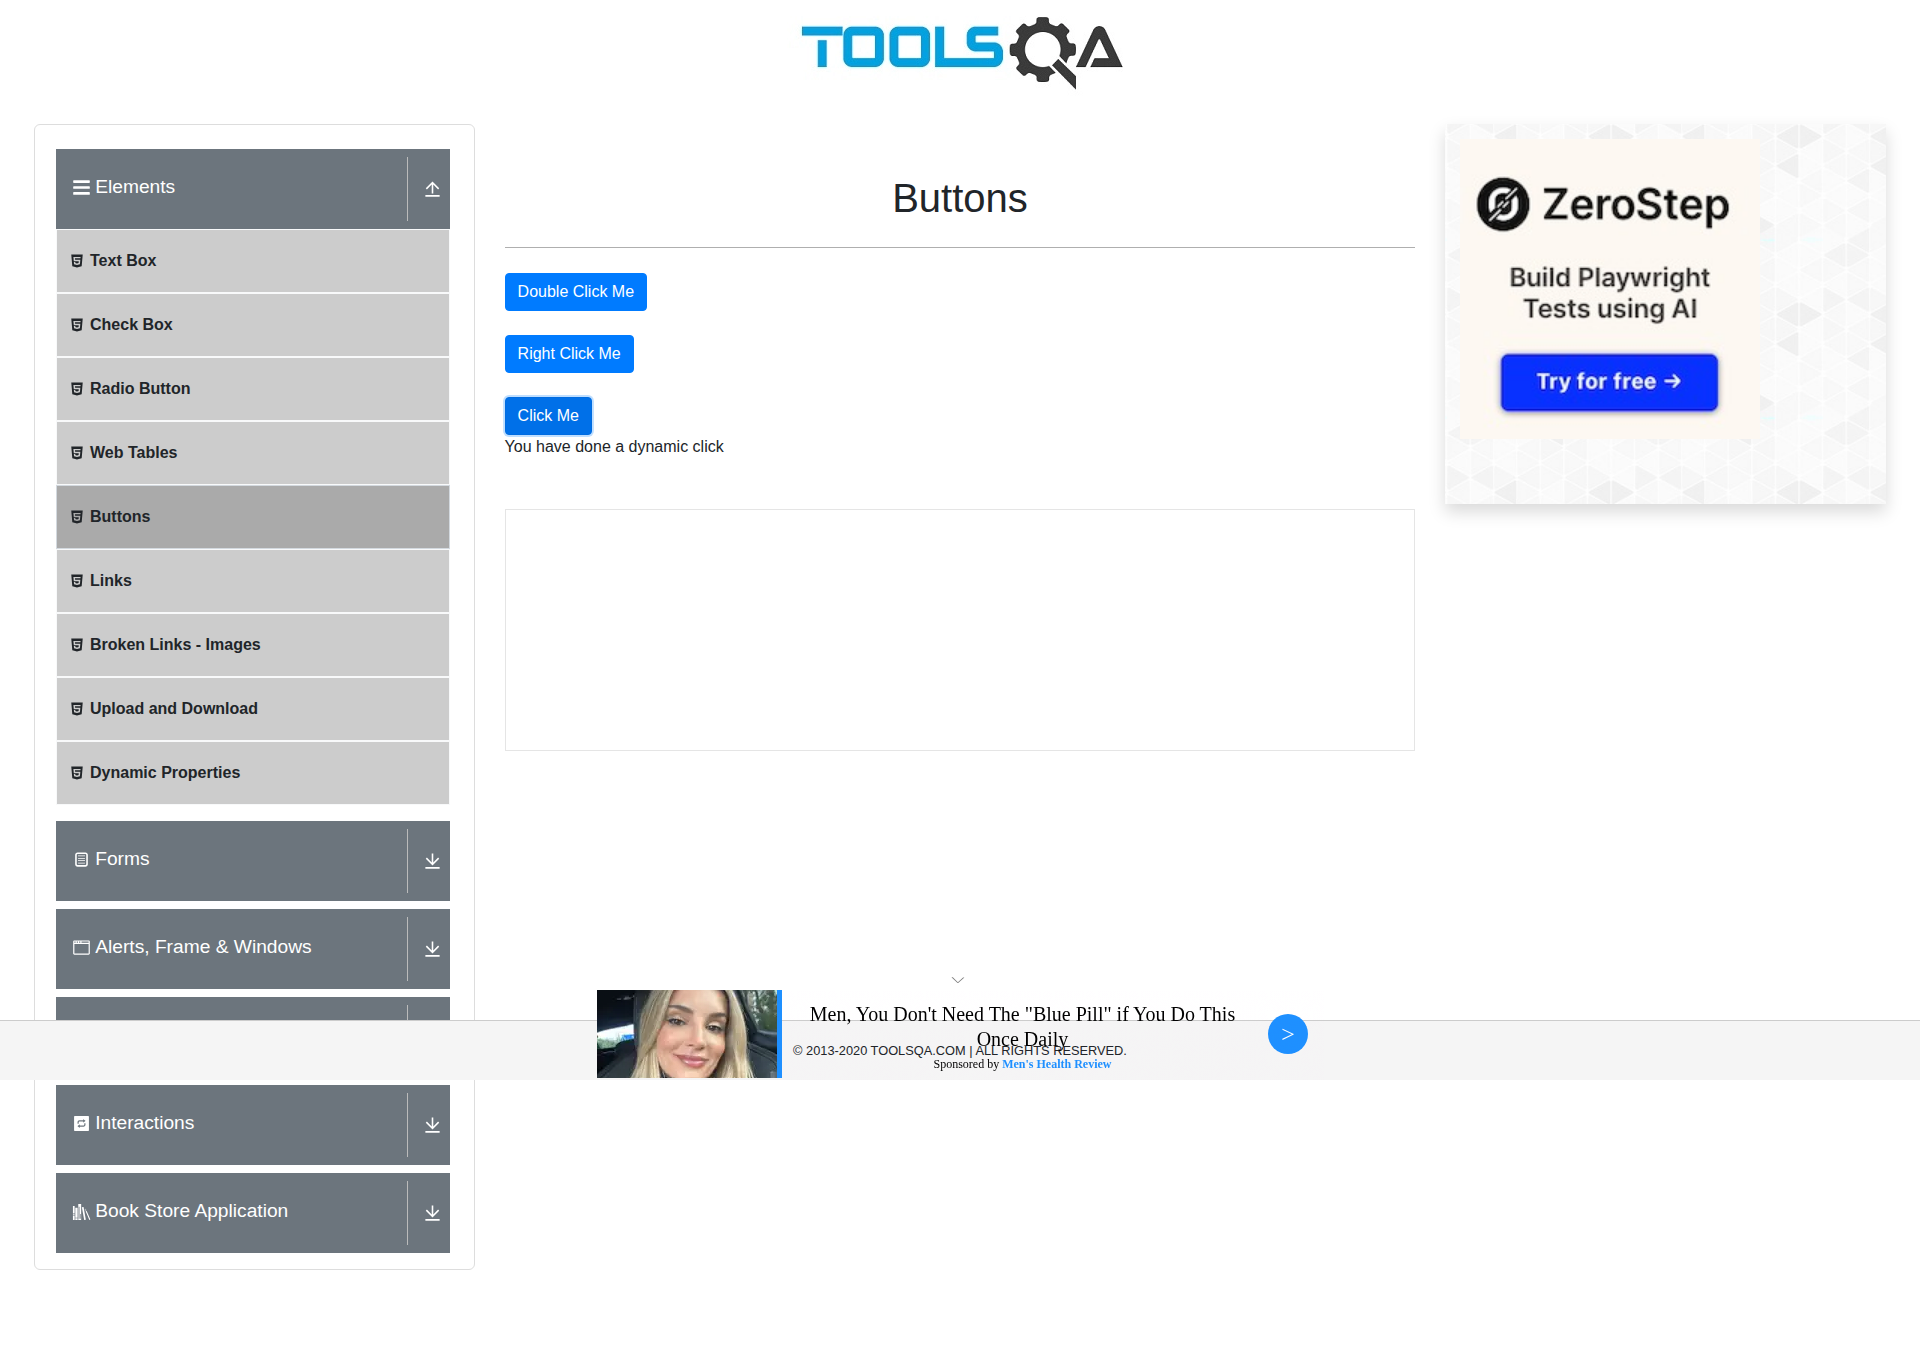 TOOLSQA
Elements
Text Box
Check Box
Radio Button
Web Tables
Buttons
Links
Broken Links - Images
Upload and Download
Dynamic Properties
Forms
Alerts, Frame & Windows
Interactions
Book Store Application
Buttons
Double Click Me
Right Click Me
Click Me
You have done a dynamic click
ZeroStep
Build Playwright
Tests using AI
Try for free →
Men, You Don't Need The "Blue Pill" if You Do This
Once Daily
© 2013-2020 TOOLSQA.COM | ALL RIGHTS RESERVED.
Sponsored by Men's Health Review
>